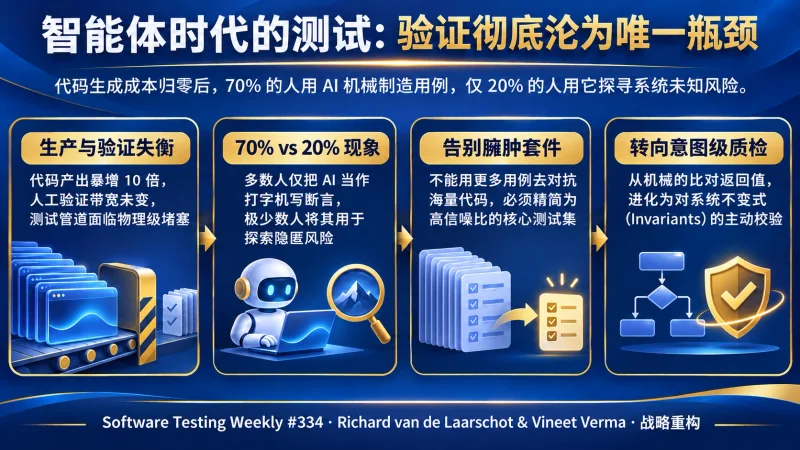 智能体时代的测试：验证彻底沦为唯一瓶颈
代码生成成本归零后，70% 的人用 AI 机械制造用例，仅 20% 的人用它探寻系统未知风险。
生产与验证失衡
代码产出暴增 10 倍，
人工验证带宽未变，
测试管道面临物理级堵塞
70% vs 20% 现象
多数人仅把 AI 当作
打字机写断言，
极少数人将其用于
探索隐匿风险
告别臃肿套件
不能用更多用例去对抗
海量代码，必须精简为
高信噪比的核心测试集
转向意图级质检
从机械的比对返回值，
进化为对系统不变式
（Invariants）的主动校验
Software Testing Weekly #334 · Richard van de Laarschot & Vineet Verma · 战略重构